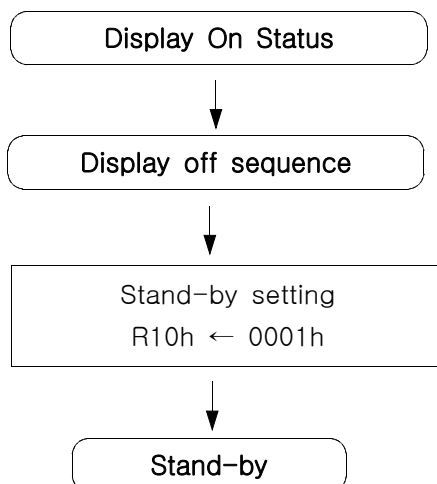 Display On Status
Display off sequence
Stand-by setting
R10h ← 0001h
Stand-by